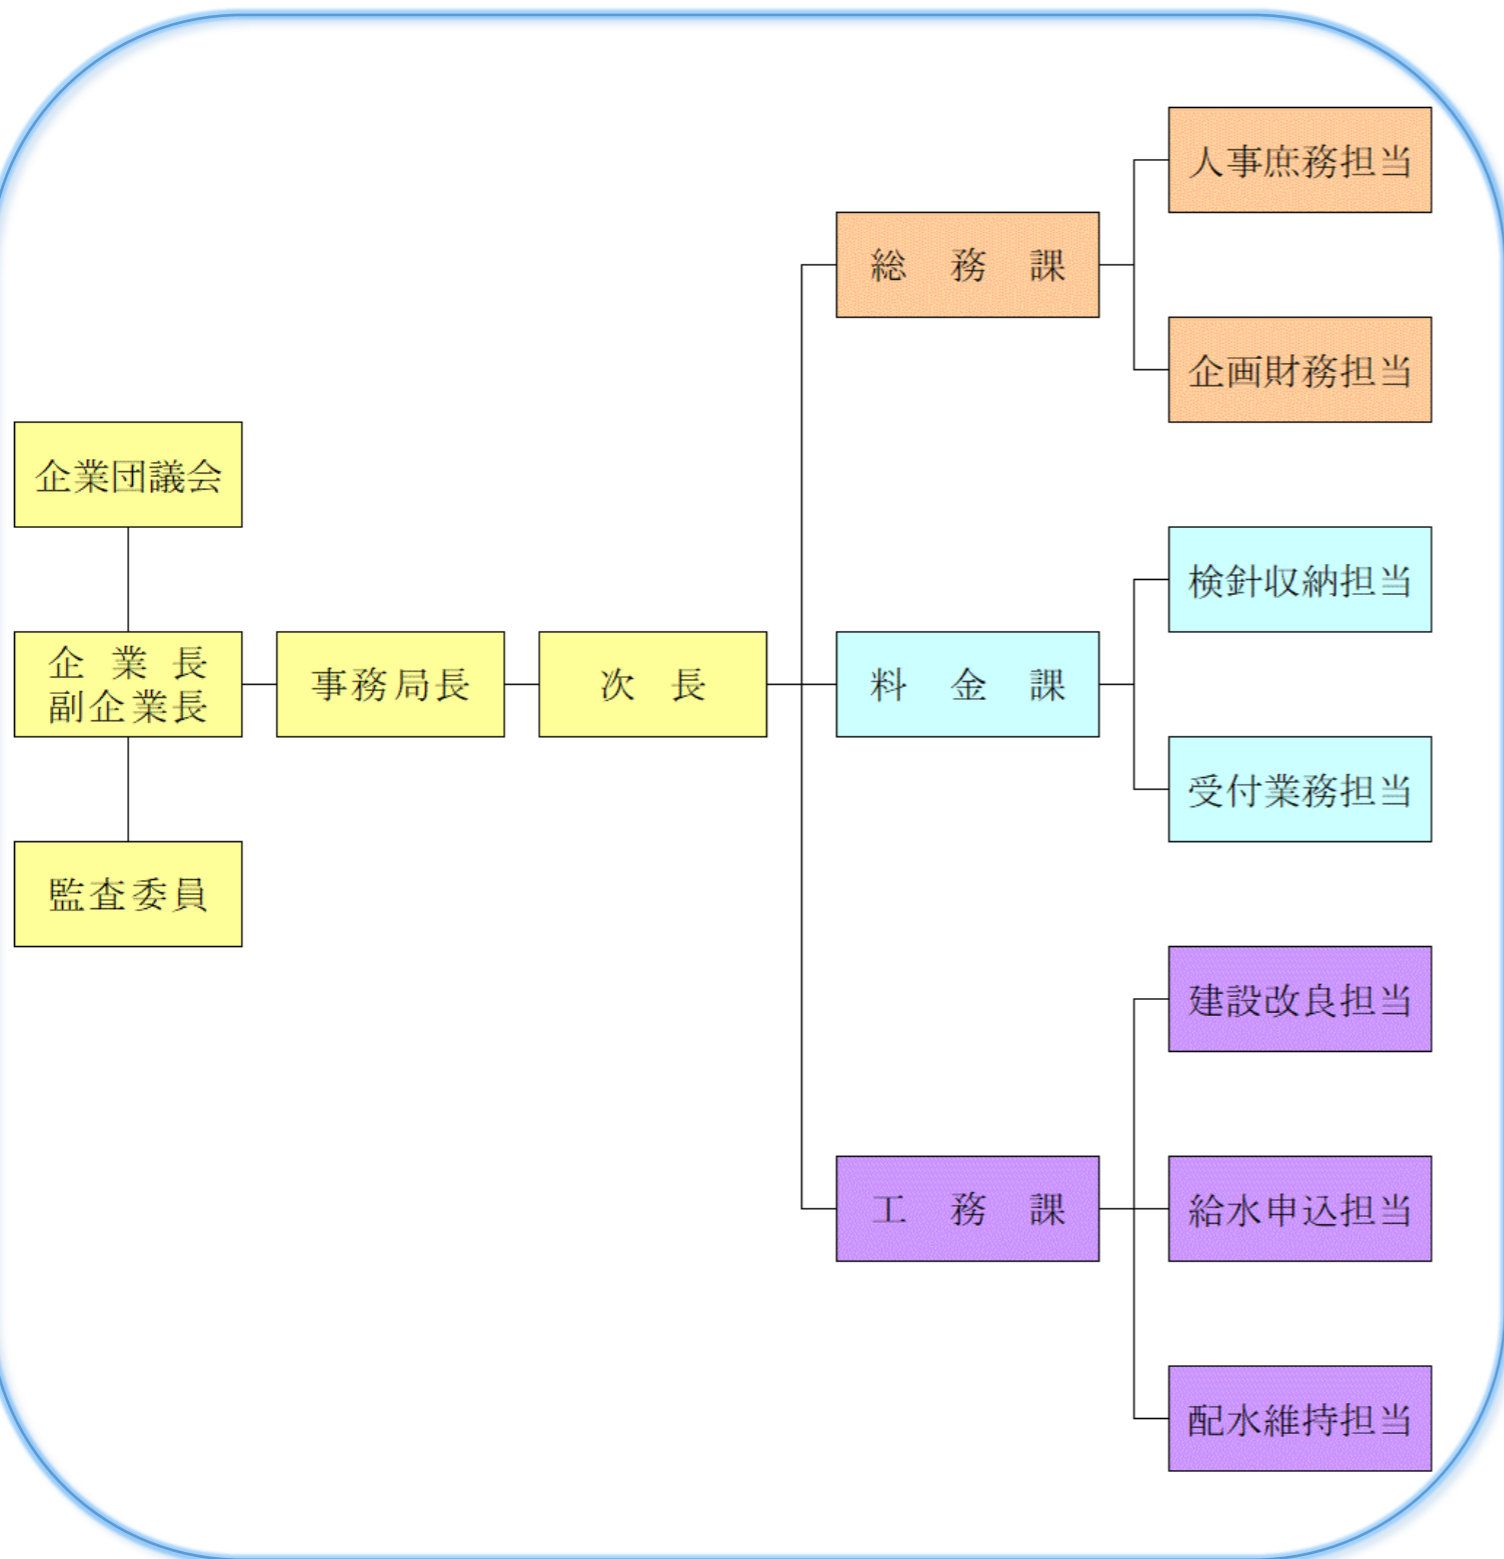 企業団議会
企業長
副企業長
監査委員
事務局長
次長
総務課
人事庶務担当
企画財務担当
料金課
検針収納担当
受付業務担当
工務課
建設改良担当
給水申込担当
配水維持担当